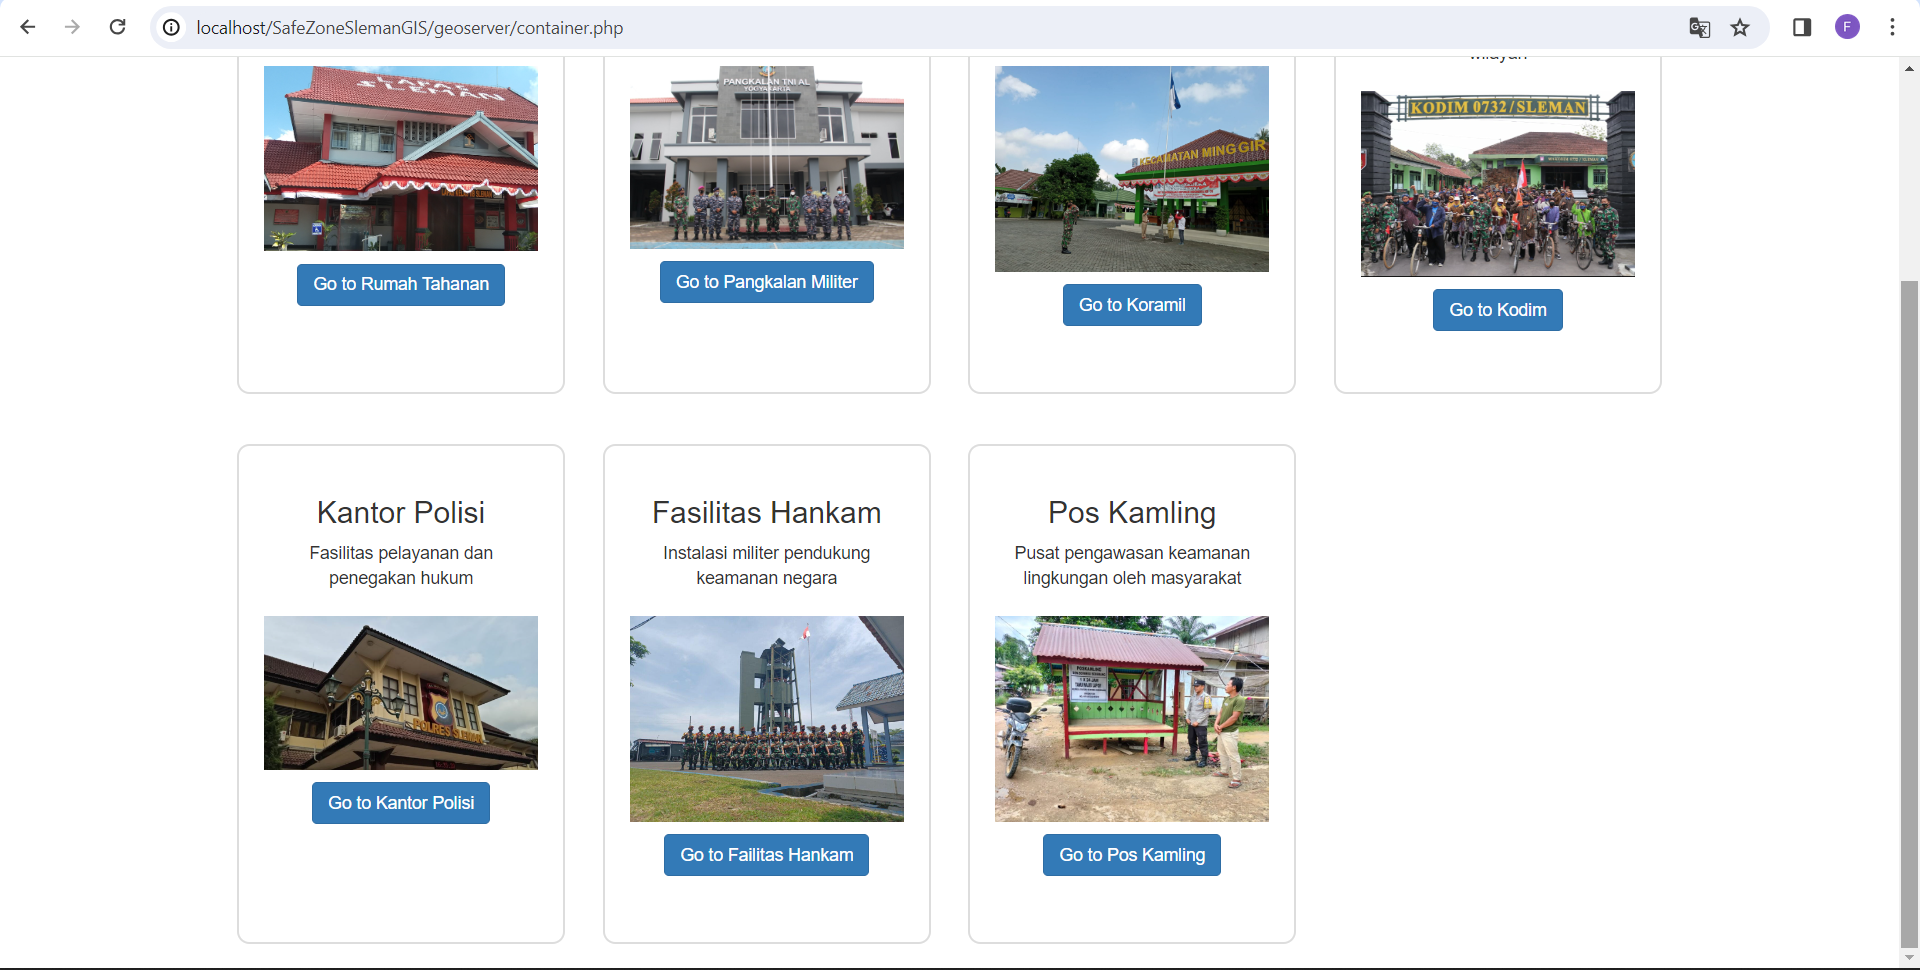 localhost/SafeZoneSlemanGIS/geoserver/container.php
F
wilayah
LAPAS
SLEMAN
PANGKALAN TNI AL
YOGYAKARTA
KECAMATAN MINGGIR
KODIM 0732/SLEMAN
Go to Rumah Tahanan
Go to Pangkalan Militer
Go to Koramil
Go to Kodim
Kantor Polisi
Fasilitas pelayanan dan
penegakan hukum
POLRES SLEMAN
Go to Kantor Polisi
Fasilitas Hankam
Instalasi militer pendukung
keamanan negara
Go to Failitas Hankam
Pos Kamling
Pusat pengawasan keamanan
lingkungan oleh masyarakat
POSKAMLING
Go to Pos Kamling